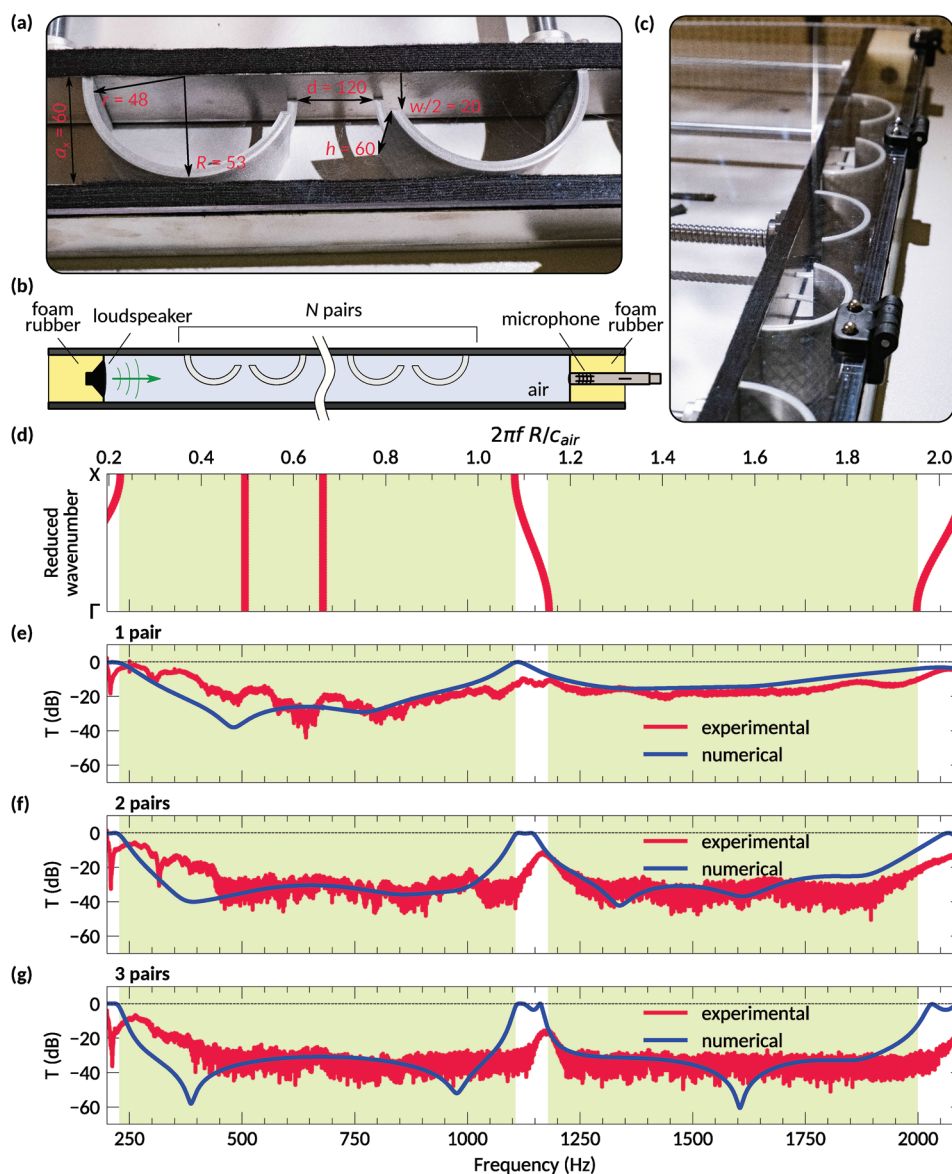 (a)
r = 48
aₓ = 60
R = 53
d = 120
w/2 = 20
h = 60
(c)
(b)
foam rubber
loudspeaker
N pairs
microphone
foam rubber
air
(d)
2πf R/c_air
0.2 0.4 0.6 0.8 1.0 1.2 1.4 1.6 1.8 2.0
X
Reduced wavenumber
Γ
(e)
1 pair
0
−20
−40
−60
T (dB)
experimental
numerical
(f)
2 pairs
0
−20
−40
−60
T (dB)
experimental
numerical
(g)
3 pairs
0
−20
−40
−60
T (dB)
experimental
numerical
250 500 750 1000 1250 1500 1750 2000
Frequency (Hz)